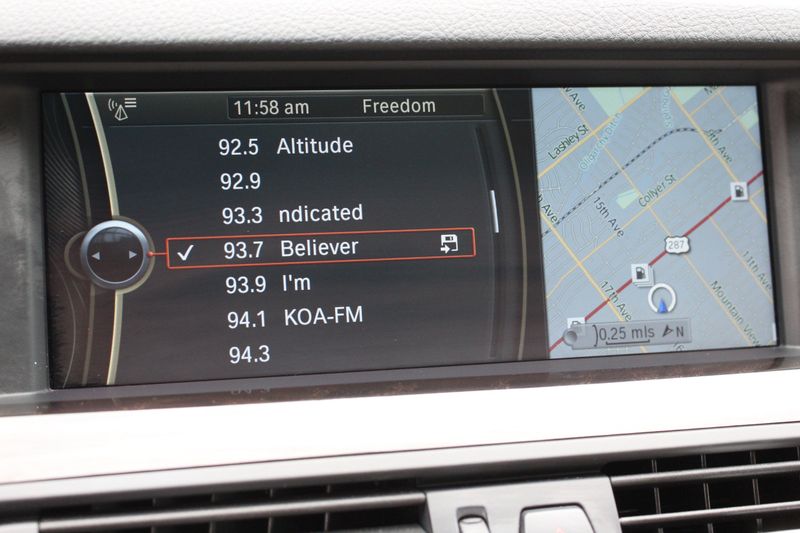 11:58 am Freedom
92.5 Altitude
92.9
93.3 ndicated
93.7 Believer
93.9 I'm
94.1 KOA-FM
94.3
Lashley St
Collyer St
15th Ave
9th Ave
287
17th Ave
11th Ave
Mountain View
0.25 mls N